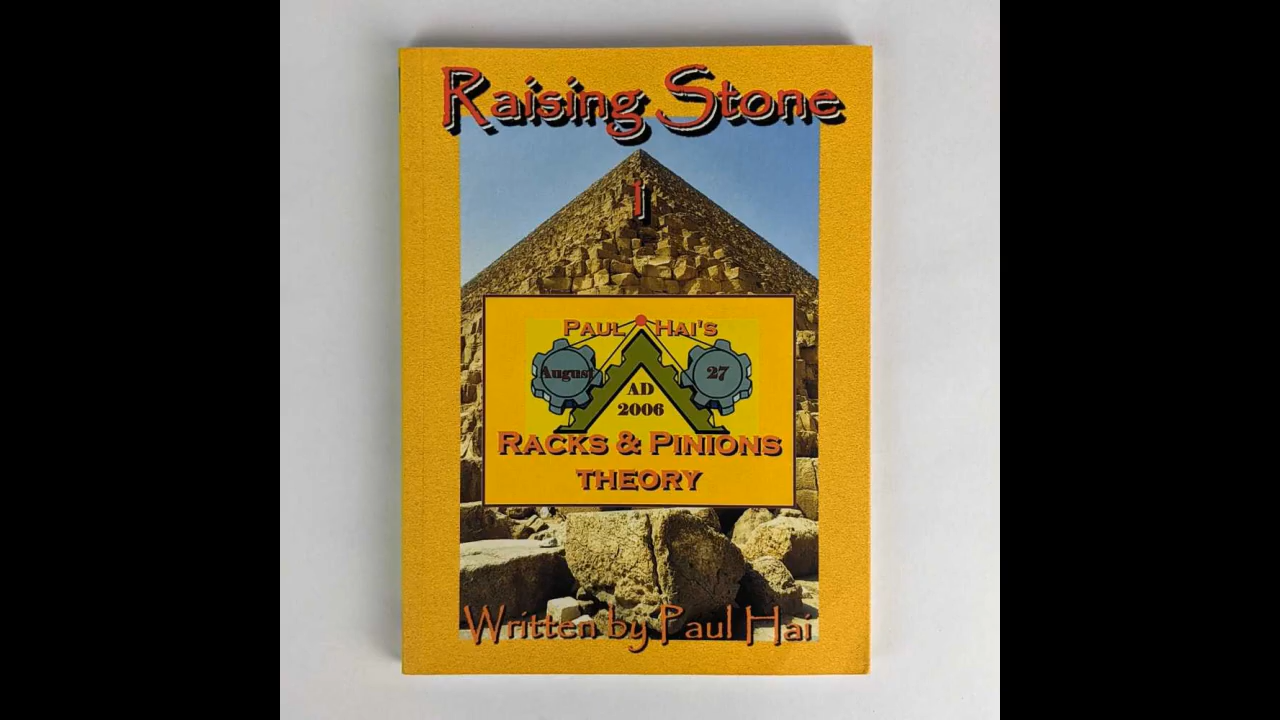 Raising Stone
1
PAUL HAI'S
August 27
AD
2006
RACKS & PINIONS
THEORY
Written by Paul Hai